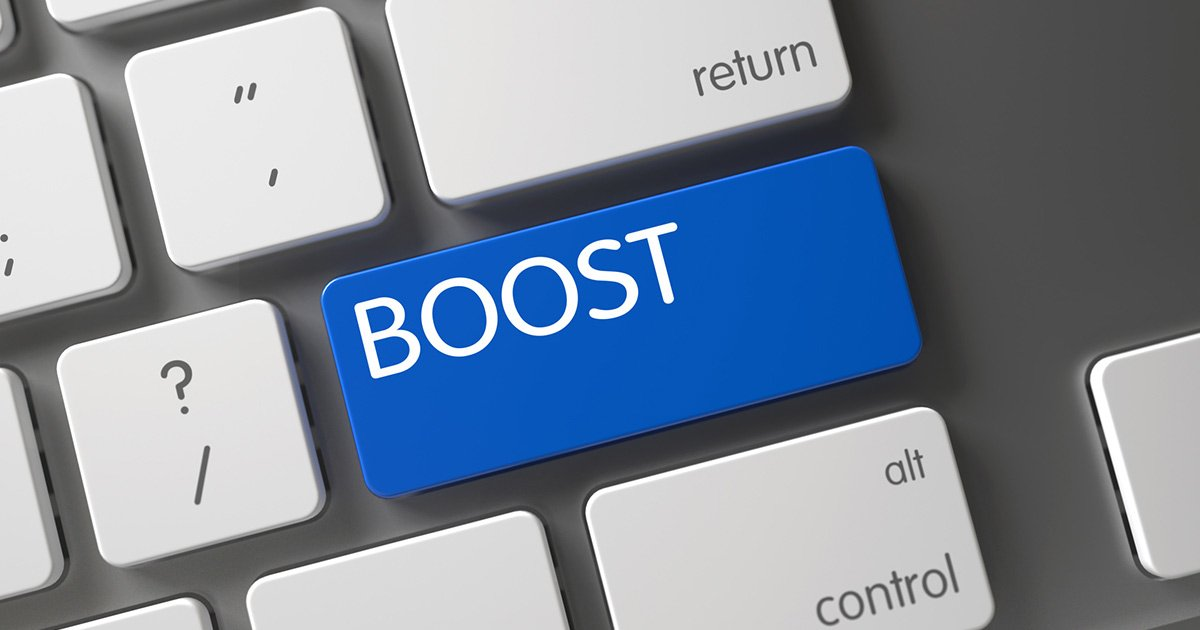 return
"
,
;
BOOST
?
/
alt
control